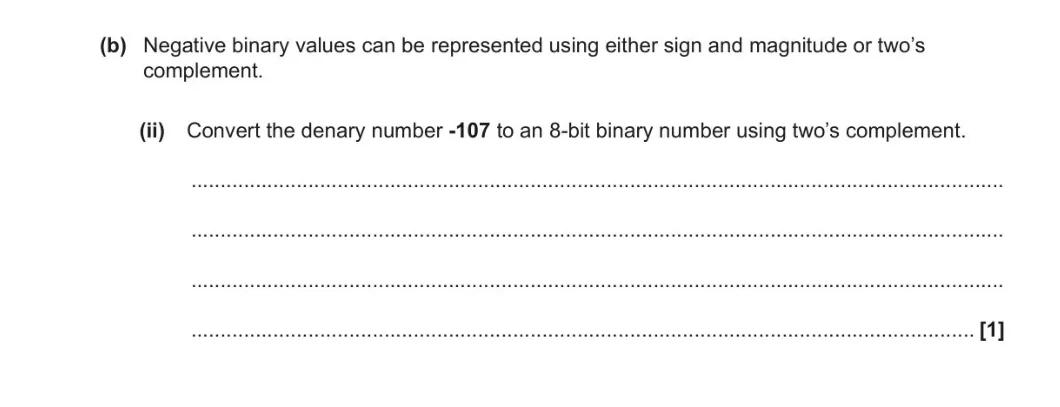 (b) Negative binary values can be represented using either sign and magnitude or two's
complement.
(ii) Convert the denary number -107 to an 8-bit binary number using two's complement.
[1]